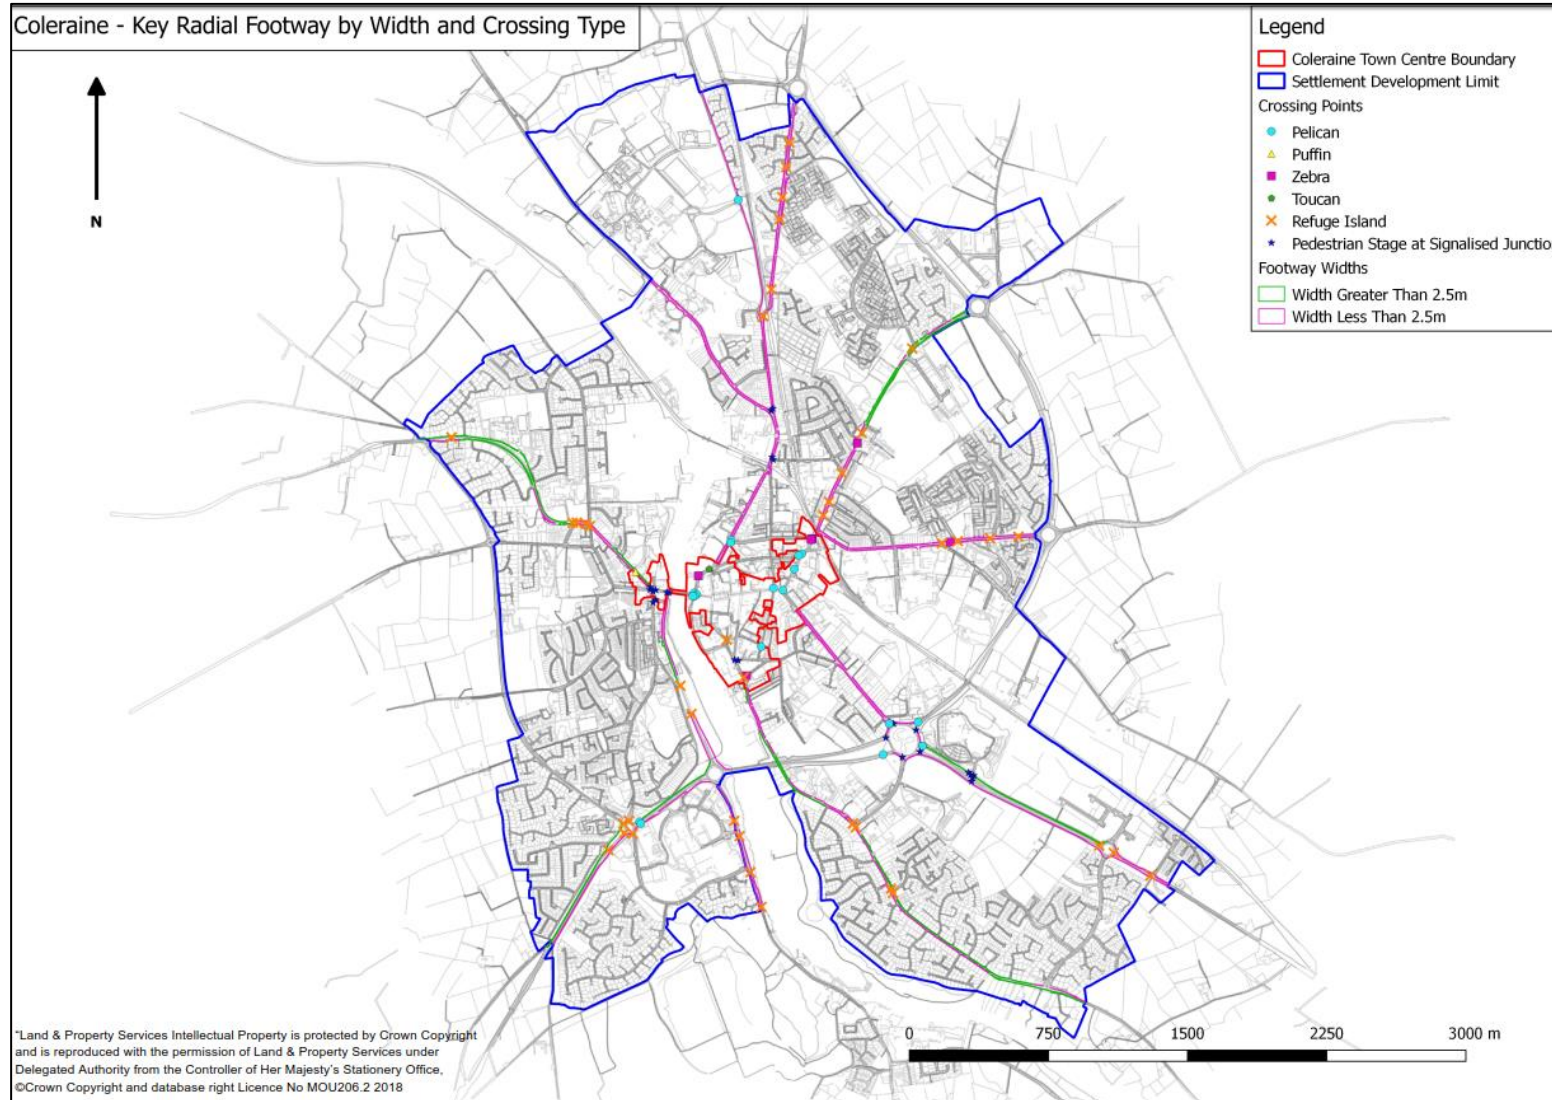 Coleraine - Key Radial Footway by Width and Crossing Type
N
Legend
Coleraine Town Centre Boundary
Settlement Development Limit
Crossing Points
Pelican
Puffin
Zebra
Toucan
Refuge Island
Pedestrian Stage at Signalised Junctio
Footway Widths
Width Greater Than 2.5m
Width Less Than 2.5m
0 750 1500 2250 3000 m
"Land & Property Services Intellectual Property is protected by Crown Copyright
and is reproduced with the permission of Land & Property Services under
Delegated Authority from the Controller of Her Majesty's Stationery Office,
©Crown Copyright and database right Licence No MOU206.2 2018